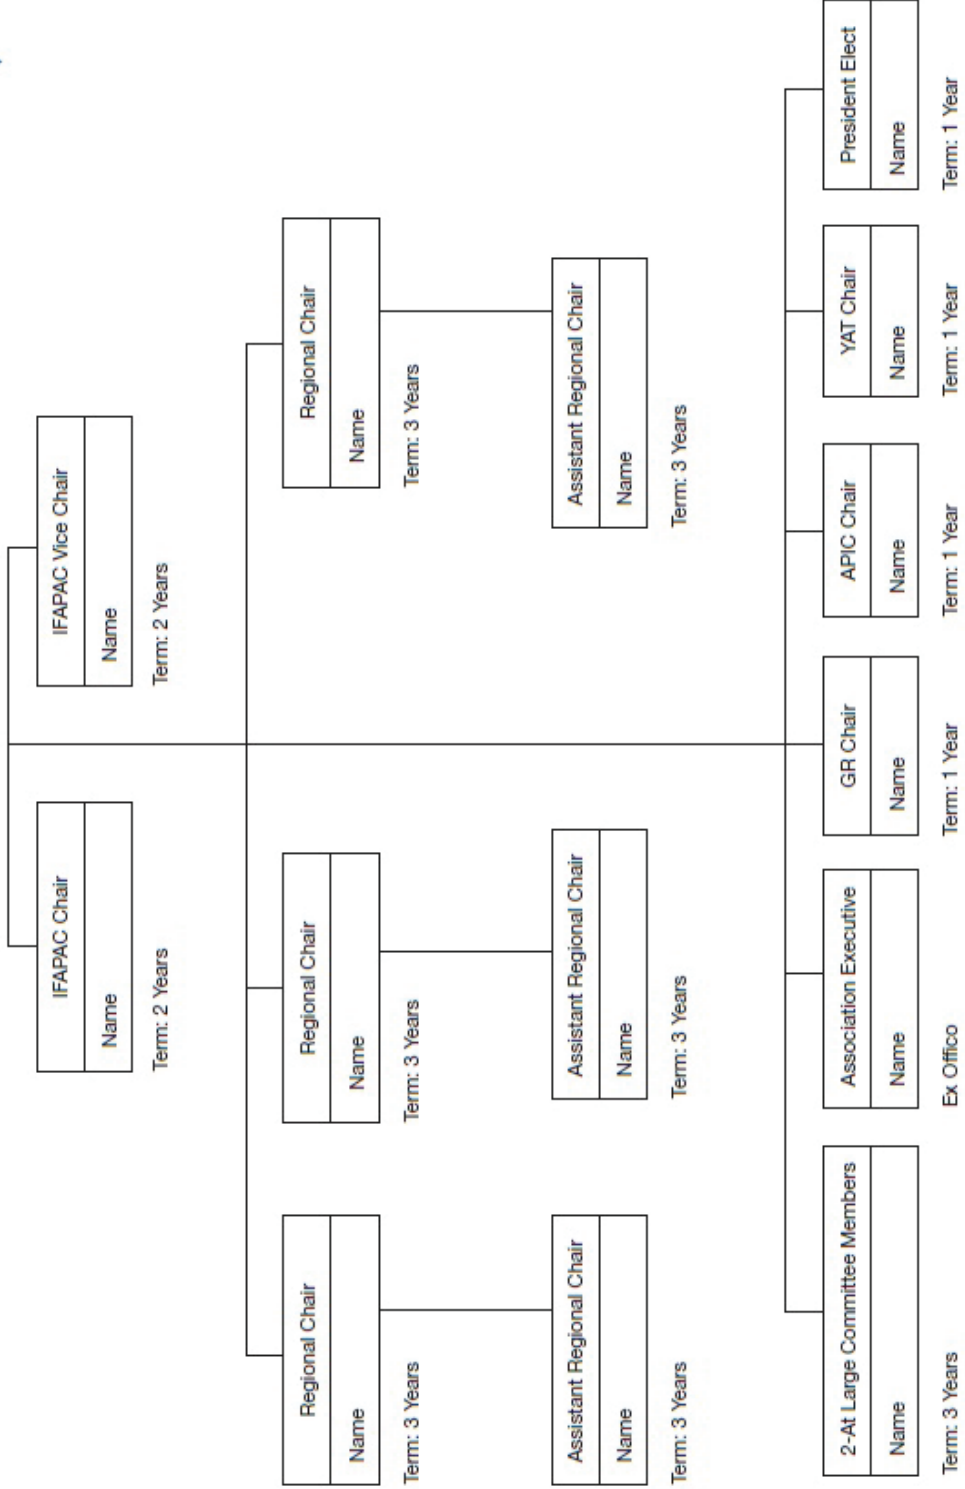 IFAPAC Chair
Name
Term: 2 Years
IFAPAC Vice Chair
Name
Term: 2 Years
Regional Chair
Name
Term: 3 Years
Regional Chair
Name
Term: 3 Years
Regional Chair
Name
Term: 3 Years
Assistant Regional Chair
Name
Term: 3 Years
Assistant Regional Chair
Name
Term: 3 Years
Assistant Regional Chair
Name
Term: 3 Years
2-At Large Committee Members
Name
Term: 3 Years
Association Executive
Name
Ex Offico
GR Chair
Name
Term: 1 Year
APIC Chair
Name
Term: 1 Year
YAT Chair
Name
Term: 1 Year
President Elect
Name
Term: 1 Year